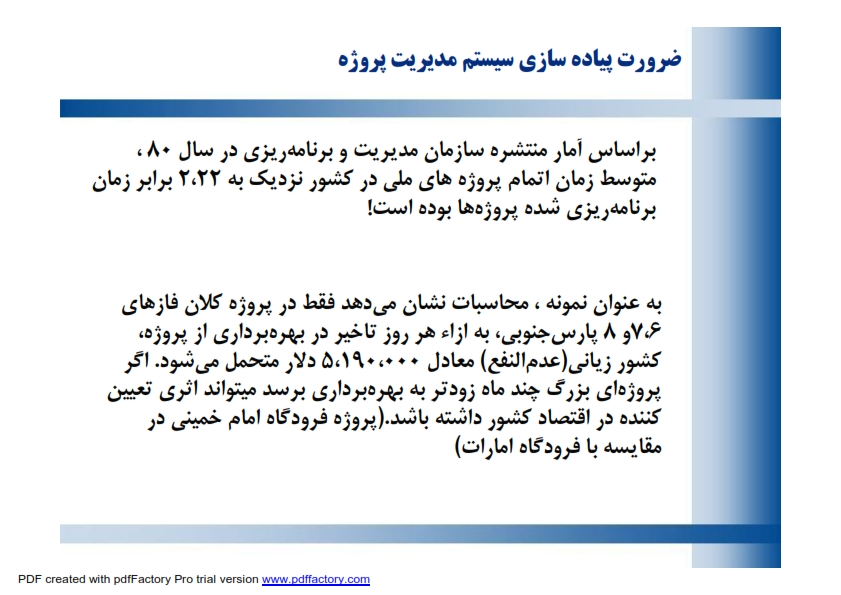 ضرورت پیاده سازی سیستم مدیریت پروژه
براساس آمار منتشره سازمان مدیریت و برنامه‌ریزی در سال ۸۰ ،
متوسط زمان اتمام پروژه های ملی در کشور نزدیک به ۲،۲۲ برابر زمان
برنامه‌ریزی شده پروژه‌ها بوده است!
به عنوان نمونه ، محاسبات نشان می‌دهد فقط در پروژه کلان فازهای
۷،۶و ۸ پارس‌جنوبی، به ازاء هر روز تاخیر در بهره‌برداری از پروژه،
کشور زیانی(عدم‌النفع) معادل ۵،۱۹۰،۰۰۰ دلار متحمل می‌شود. اگر
پروژه‌ای بزرگ چند ماه زودتر به بهره‌برداری برسد میتواند اثری تعیین
کننده در اقتصاد کشور داشته باشد.(پروژه فرودگاه امام خمینی در
مقایسه با فرودگاه امارات)
PDF created with pdfFactory Pro trial version www.pdffactory.com